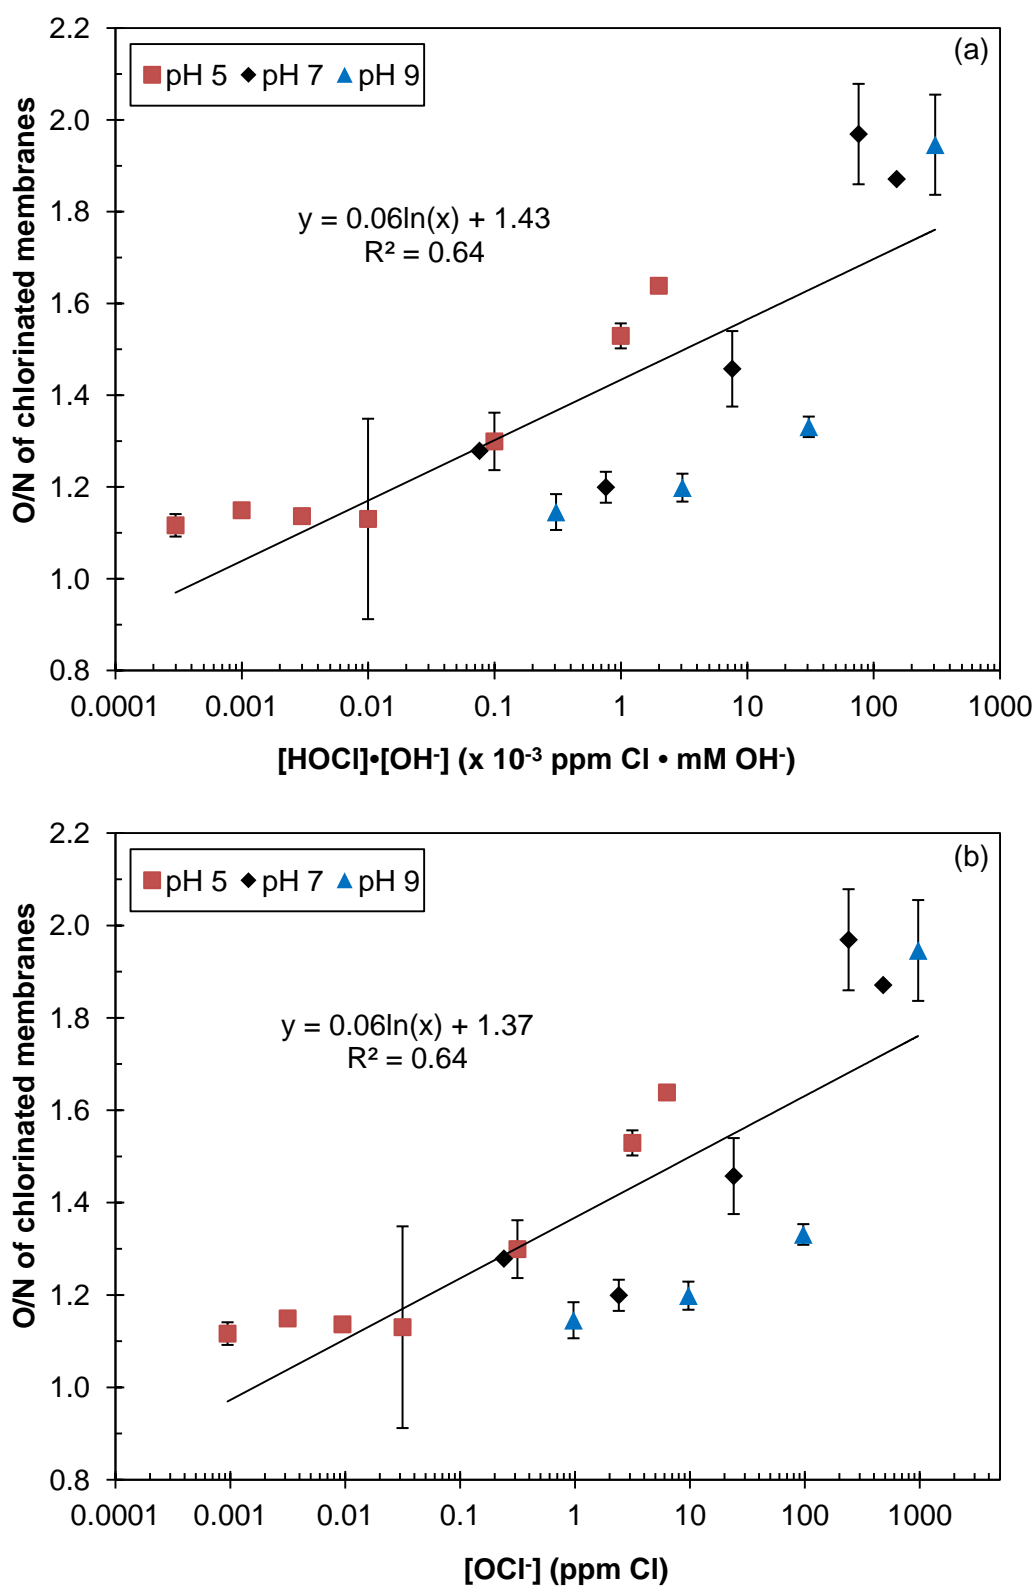 (a)
pH 5 pH 7 pH 9
O/N of chlorinated membranes
2.2
2.0
1.8
1.6
1.4
1.2
1.0
0.8
y = 0.06ln(x) + 1.43
R² = 0.64
0.0001 0.001 0.01 0.1 1 10 100 1000
[HOCl]•[OH⁻] (x 10⁻³ ppm Cl • mM OH⁻)
(b)
pH 5 pH 7 pH 9
O/N of chlorinated membranes
2.2
2.0
1.8
1.6
1.4
1.2
1.0
0.8
y = 0.06ln(x) + 1.37
R² = 0.64
0.0001 0.001 0.01 0.1 1 10 100 1000
[OCl⁻] (ppm Cl)